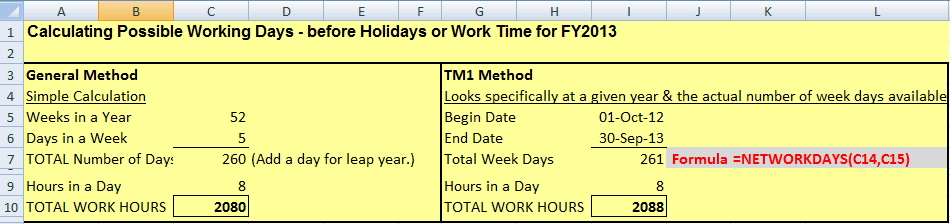 A B C D E F G H I J K L
1 Calculating Possible Working Days - before Holidays or Work Time for FY2013
2
3 General Method TM1 Method
4 Simple Calculation Looks specifically at a given year & the actual number of week days available
5 Weeks in a Year 52 Begin Date 01-Oct-12
6 Days in a Week 5 End Date 30-Sep-13
7 TOTAL Number of Days 260 (Add a day for leap year.) Total Week Days 261 Formula =NETWORKDAYS(C14,C15)
9 Hours in a Day 8 Hours in a Day 8
10 TOTAL WORK HOURS 2080 TOTAL WORK HOURS 2088